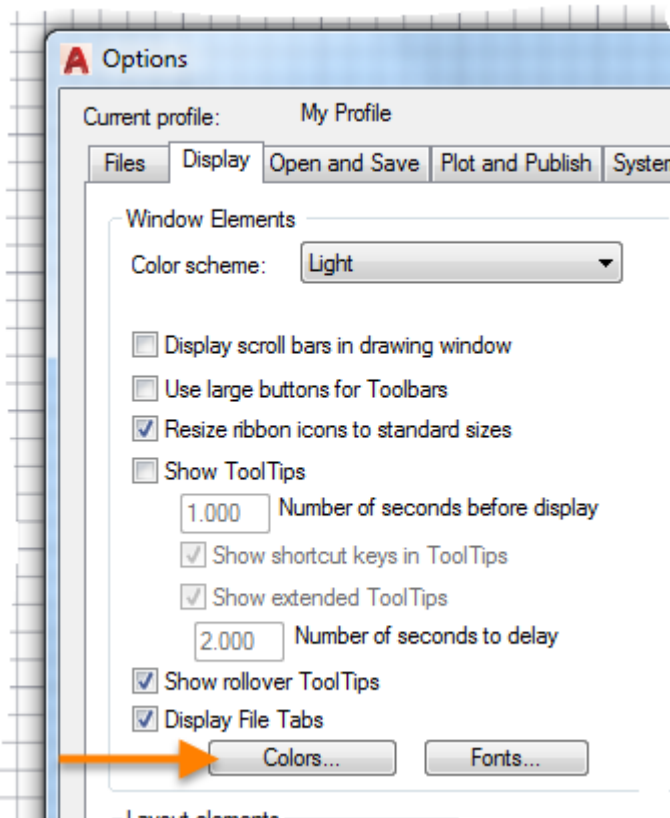 Options
Current profile: My Profile
Files Display Open and Save Plot and Publish System
Window Elements
Color scheme: Light
Display scroll bars in drawing window
Use large buttons for Toolbars
Resize ribbon icons to standard sizes
Show ToolTips
1.000 Number of seconds before display
Show shortcut keys in ToolTips
Show extended ToolTips
2.000 Number of seconds to delay
Show rollover ToolTips
Display File Tabs
Colors... Fonts...
Layout elements